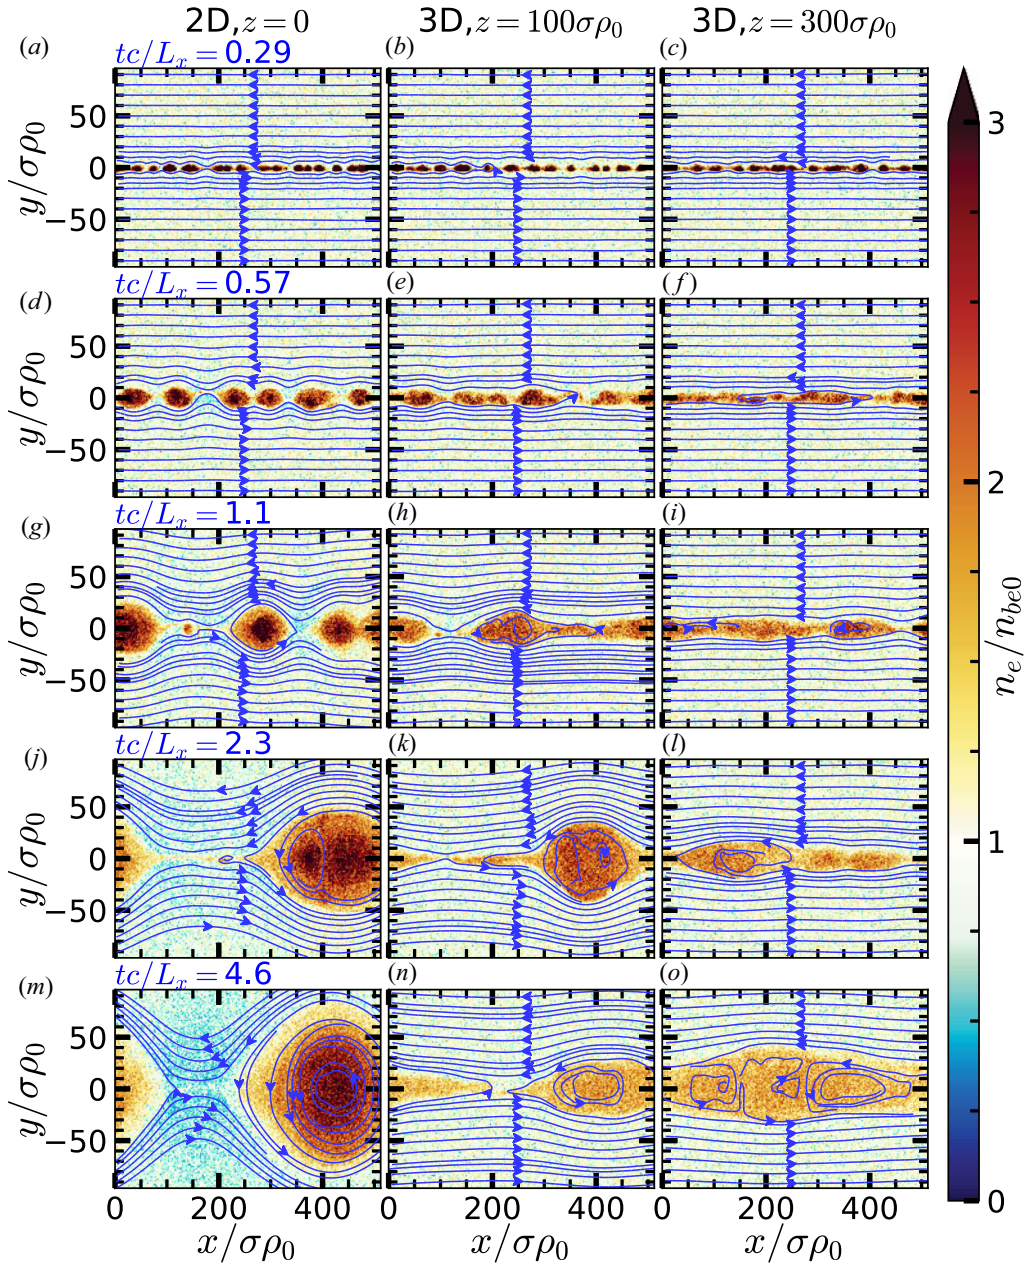 2D, z = 0 3D, z = 100σρ₀ 3D, z = 300σρ₀
(a) tc/Lₓ = 0.29 (b) (c)
50
0
−50
y/σρ₀
(d) tc/Lₓ = 0.57 (e) (f)
50
0
−50
y/σρ₀
(g) tc/Lₓ = 1.1 (h) (i)
50
0
−50
y/σρ₀
(j) tc/Lₓ = 2.3 (k) (l)
50
0
−50
y/σρ₀
(m) tc/Lₓ = 4.6 (n) (o)
50
0
−50
y/σρ₀
0 200 400 0 200 400 0 200 400
x/σρ₀ x/σρ₀ x/σρ₀
3
2
1
0
nₑ/n_be0